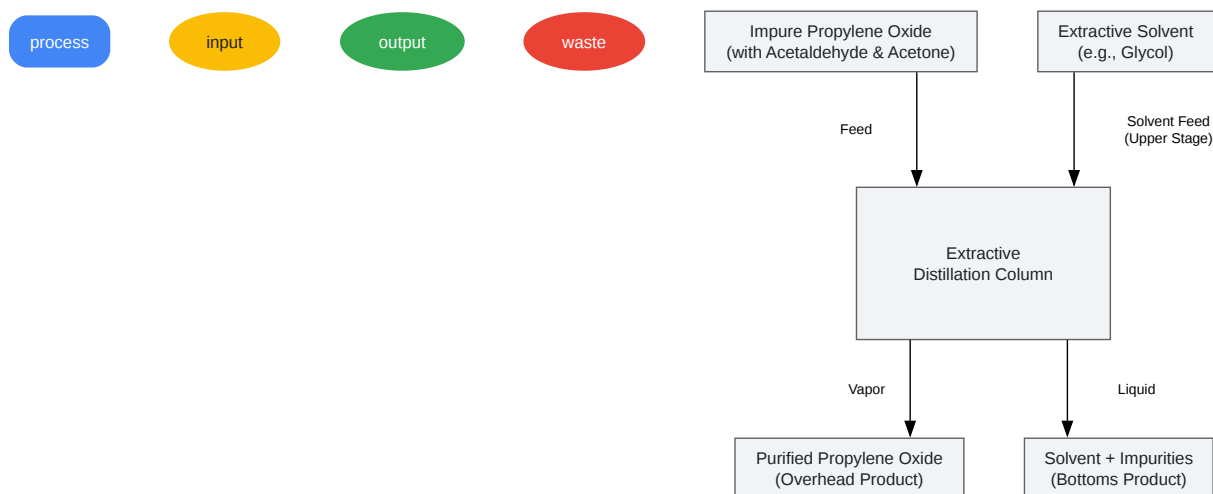 process
input
output
waste
Impure Propylene Oxide
(with Acetaldehyde & Acetone)
Extractive Solvent
(e.g., Glycol)
Feed
Solvent Feed
(Upper Stage)
Extractive
Distillation Column
Vapor
Liquid
Purified Propylene Oxide
(Overhead Product)
Solvent + Impurities
(Bottoms Product)